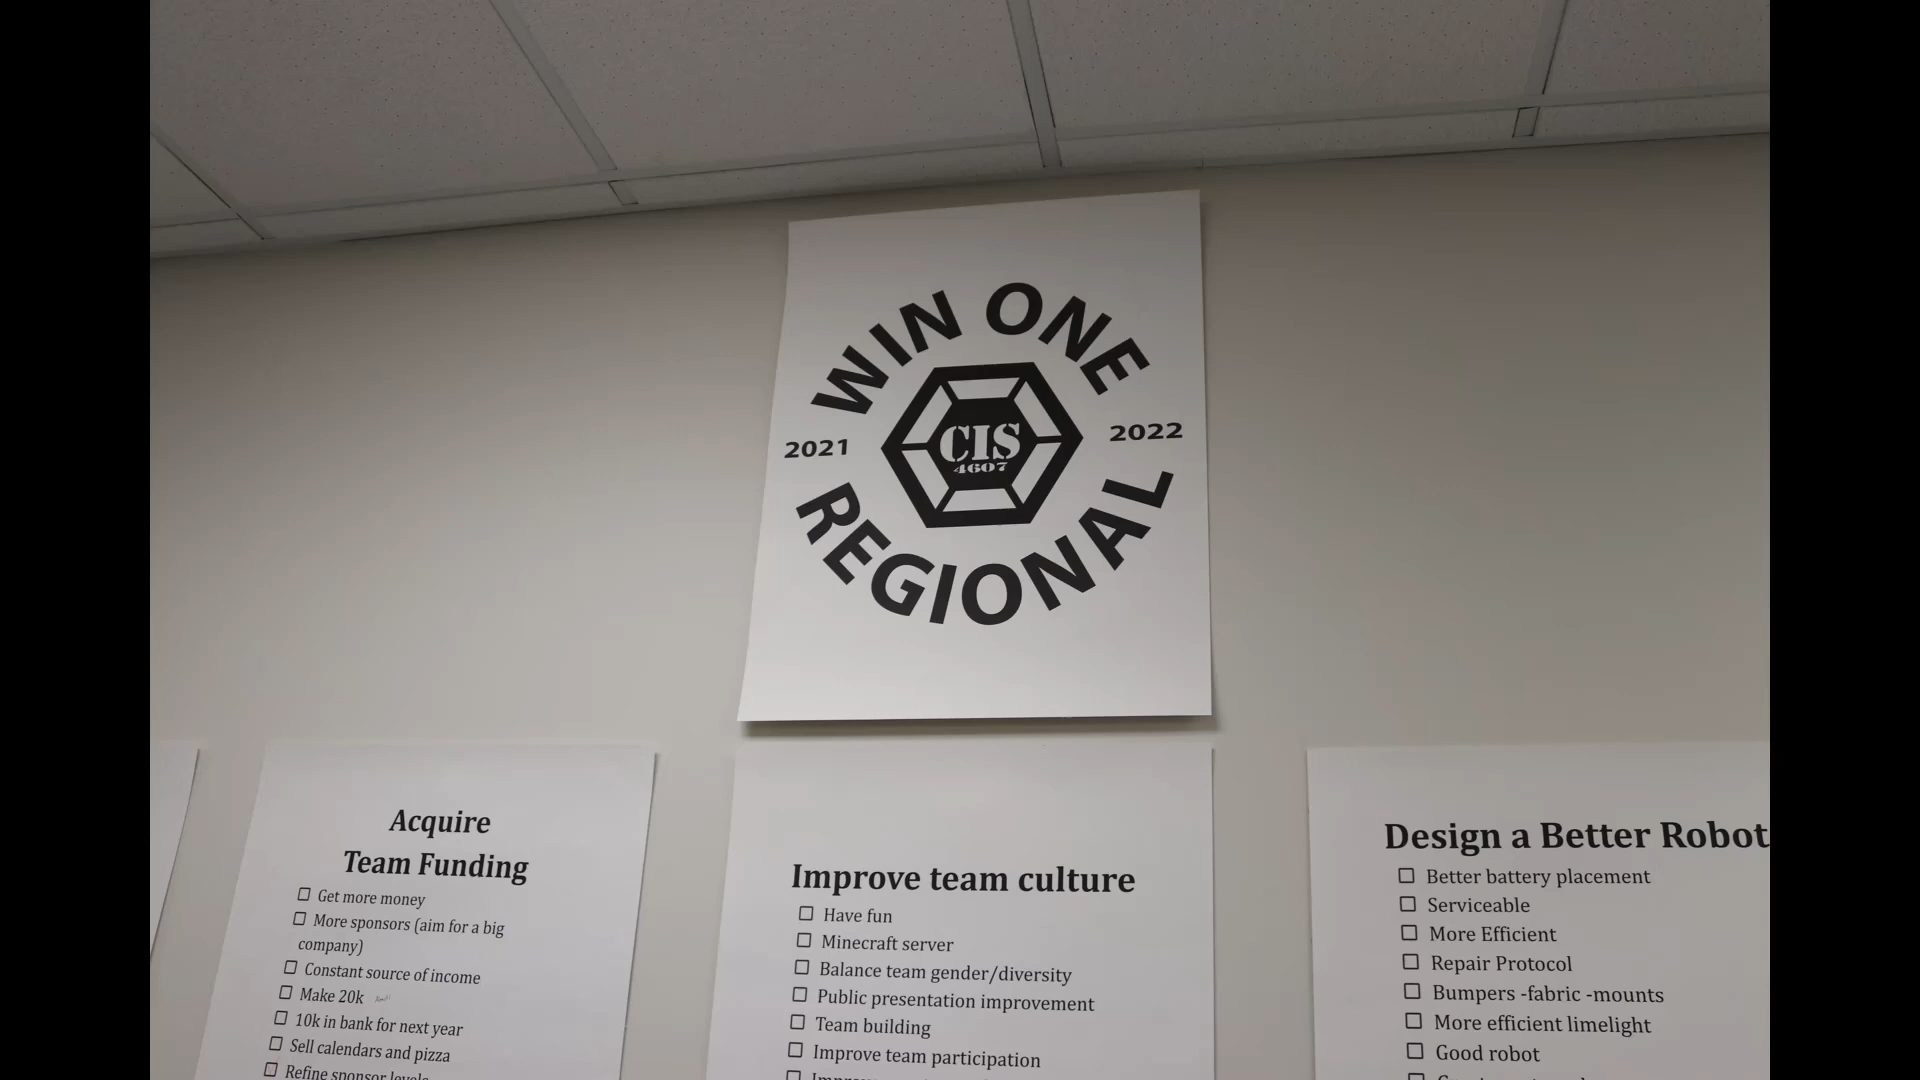 WIN ONE
2021
2022
CIS
4607
REGIONAL
Acquire
Team Funding
☐ Get more money
☐ More sponsors (aim for a big
company)
☐ Constant source of income
☐ Make 20k
☐ 10k in bank for next year
☐ Sell calendars and pizza
☐ Refine sponsor levels
Improve team culture
☐ Have fun
☐ Minecraft server
☐ Balance team gender/diversity
☐ Public presentation improvement
☐ Team building
☐ Improve team participation
Design a Better Robot
☐ Better battery placement
☐ Serviceable
☐ More Efficient
☐ Repair Protocol
☐ Bumpers -fabric -mounts
☐ More efficient limelight
☐ Good robot